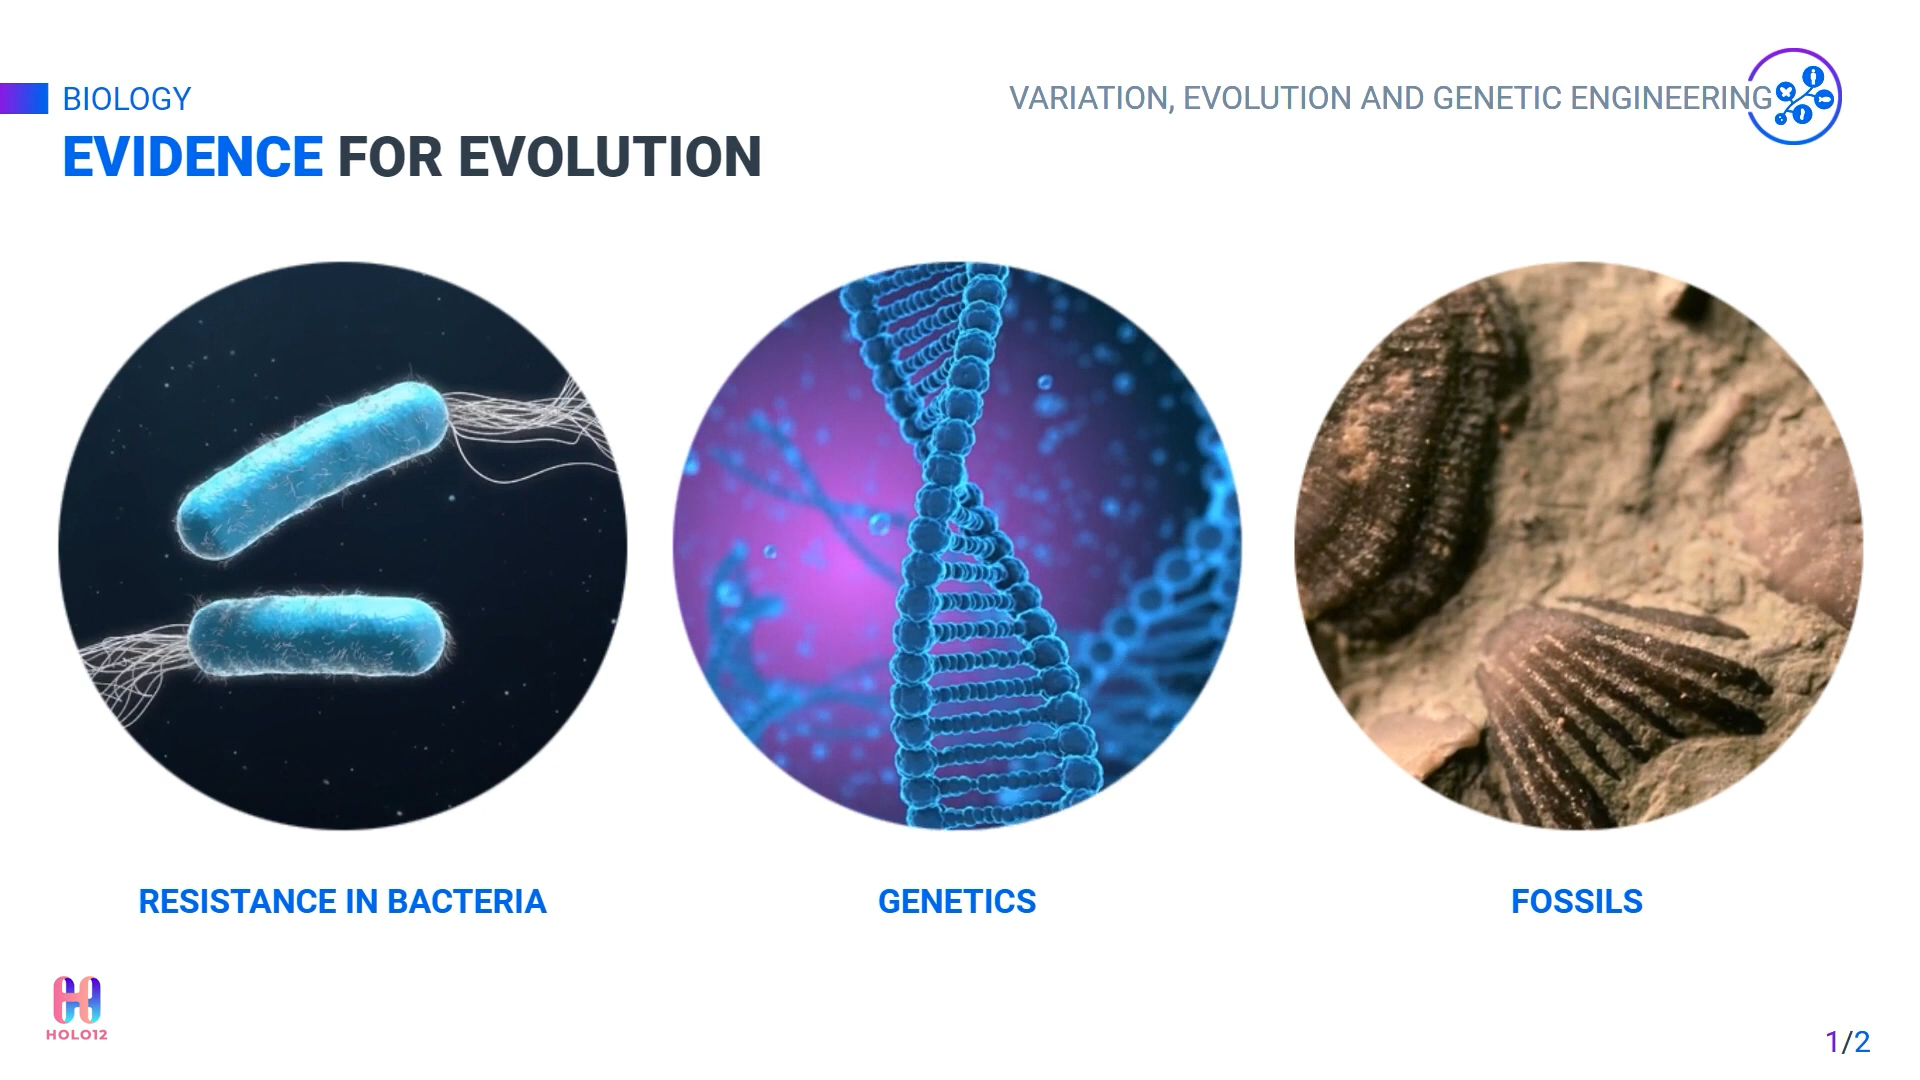 BIOLOGY
VARIATION, EVOLUTION AND GENETIC ENGINEERING
EVIDENCE FOR EVOLUTION
RESISTANCE IN BACTERIA
GENETICS
FOSSILS
HOLO12
1/2